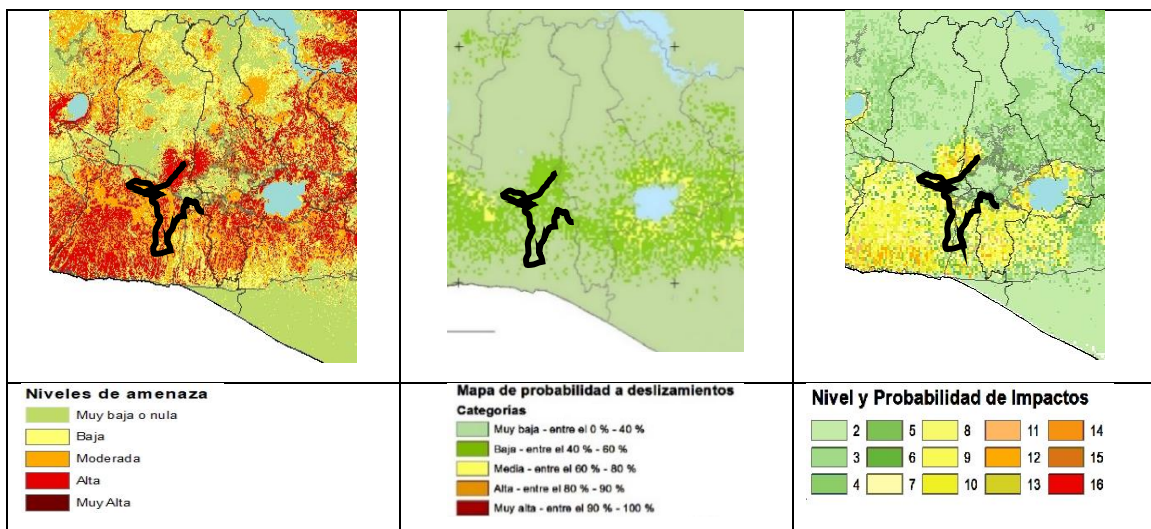 Niveles de amenaza
Muy baja o nula
Baja
Moderada
Alta
Muy Alta
Mapa de probabilidad a deslizamientos
Categorías
Muy baja - entre el 0 % - 40 %
Baja - entre el 40 % - 60 %
Media - entre el 60 % - 80 %
Alta - entre el 80 % - 90 %
Muy alta - entre el 90 % - 100 %
Nivel y Probabilidad de Impactos
2 5 8 11 14
3 6 9 12 15
4 7 10 13 16